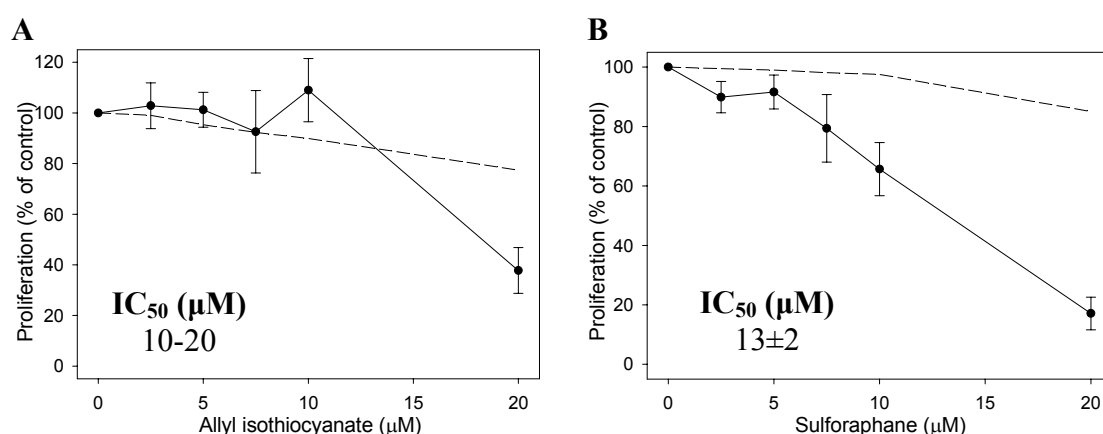 A
Proliferation (% of control)
120
100
80
60
40
20
0
IC₅₀ (μM)
10-20
0 5 10 15 20
Allyl isothiocyanate (μM)
B
Proliferation (% of control)
100
80
60
40
20
0
IC₅₀ (μM)
13±2
0 5 10 15 20
Sulforaphane (μM)